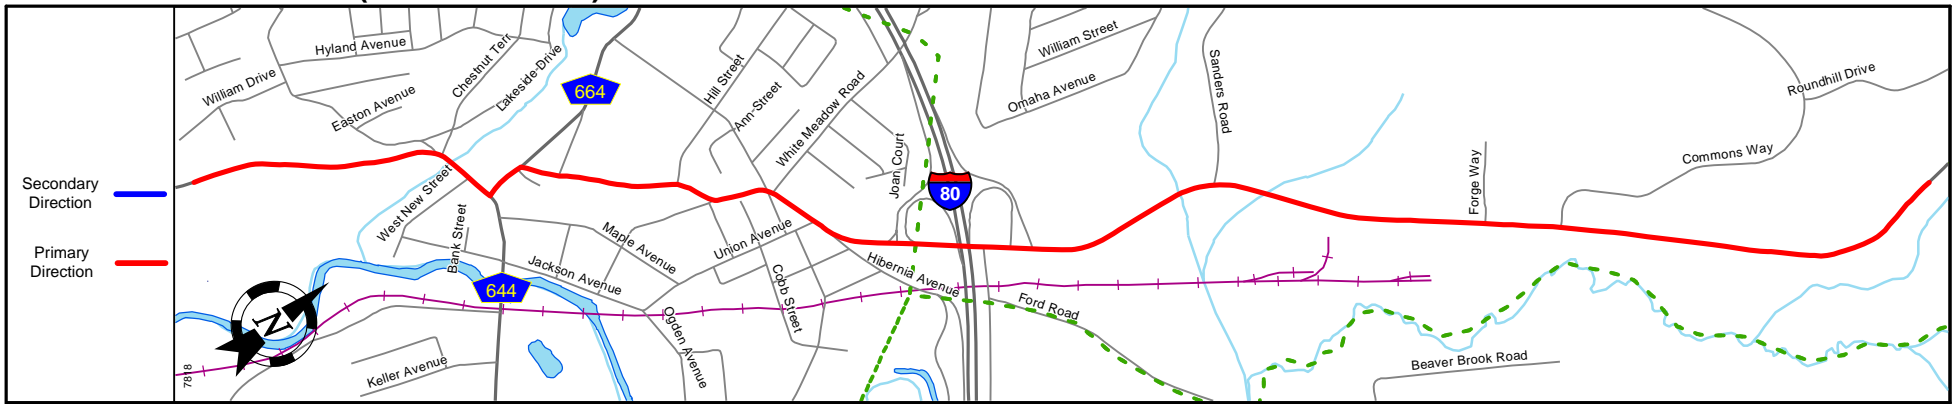 Secondary
Direction
Primary
Direction
Hyland Avenue
William Drive
Easton Avenue
Chestnut Terr
Lakeside-Drive
664
Hill Street
Ann-Street
White Meadow Road
Joan Court
80
William Street
Omaha Avenue
Sanders Road
Forge Way
Commons Way
Roundhill Drive
West New Street
Bank Street
644
Jackson Avenue
Maple Avenue
Union Avenue
Cobb Street
Hibernia Avenue
Ford Road
Ogden Avenue
Keller Avenue
Beaver Brook Road
N
7818